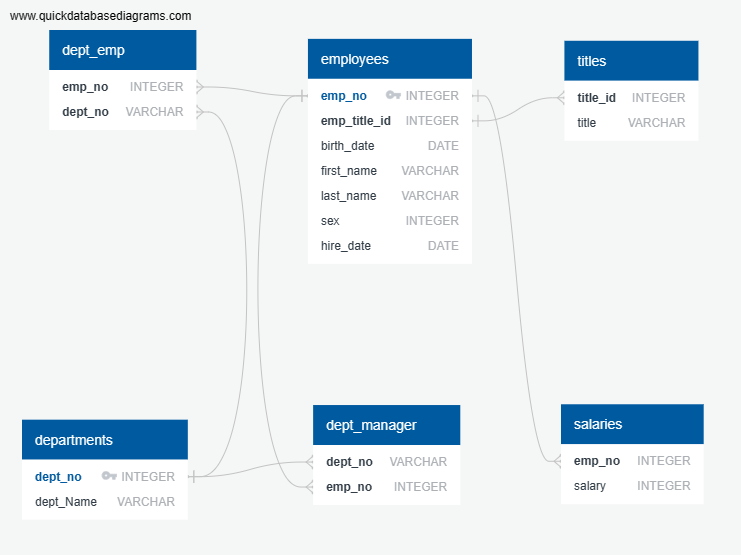 www.quickdatabasediagrams.com
dept_emp
emp_no INTEGER
dept_no VARCHAR
employees
emp_no INTEGER
emp_title_id INTEGER
birth_date DATE
first_name VARCHAR
last_name VARCHAR
sex INTEGER
hire_date DATE
titles
title_id INTEGER
title VARCHAR
departments
dept_no INTEGER
dept_Name VARCHAR
dept_manager
dept_no VARCHAR
emp_no INTEGER
salaries
emp_no INTEGER
salary INTEGER